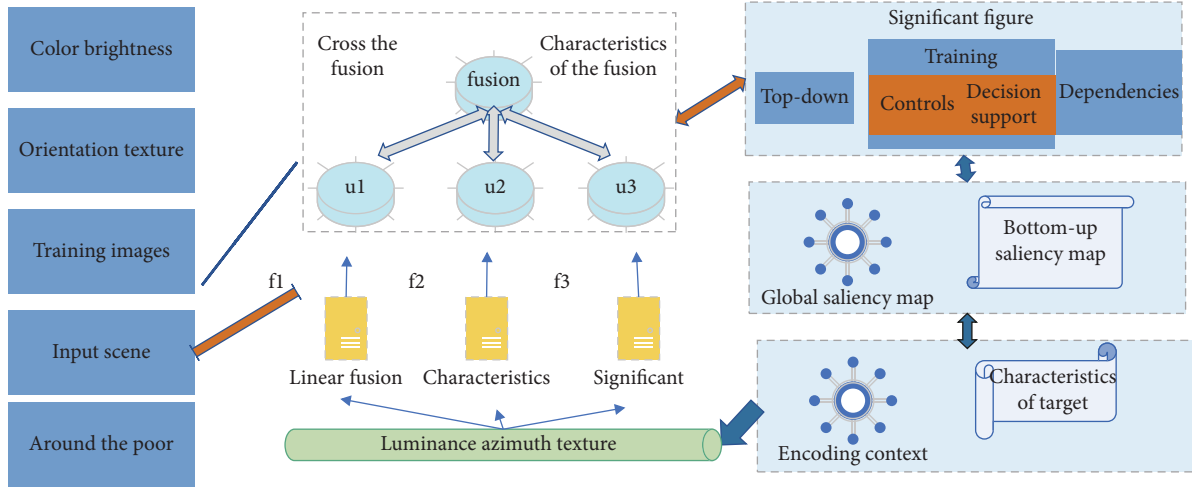 Color brightness
Orientation texture
Training images
Input scene
Around the poor
Cross the
fusion
Characteristics
of the fusion
fusion
u1
u2
u3
f1
f2
f3
Linear fusion
Characteristics
Significant
Luminance azimuth texture
Significant figure
Top-down
Training
Controls
Decision
support
Dependencies
Global saliency map
Bottom-up
saliency map
Encoding context
Characteristics
of target